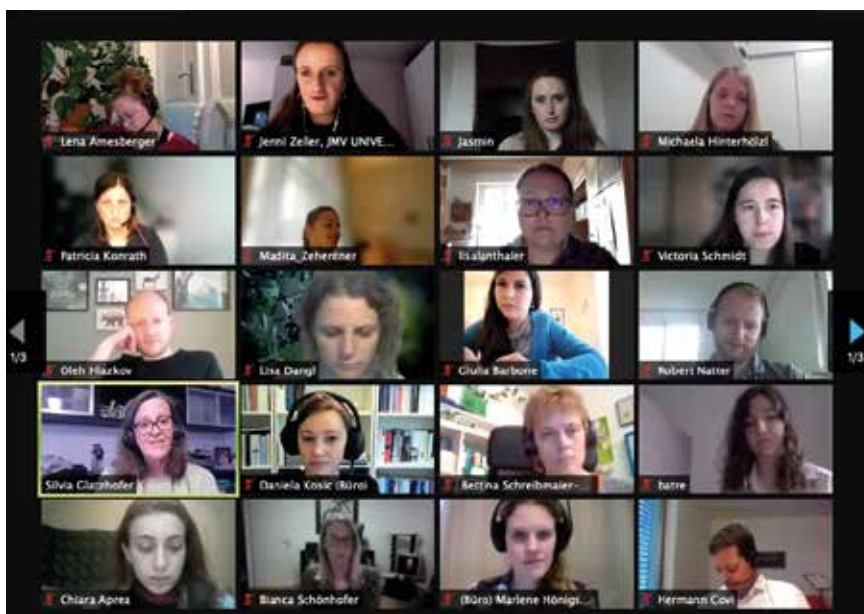 Lena Amesberger
Jenni Zeller, JMV UNIVE...
Jasmin
Michaela Hinterhölzl
Patricia Konrath
Madita_Zehentner
lisalanthaler
Victoria Schmidt
Oleh Hlazkov
Lisa Dangl
Giulia Barbone
Robert Natter
1/3
1/3
Silvia Glatzhofer
Daniela Kosic (Büro)
Bettina Schreibmaier-
batre
Chiara Aprea
Bianca Schönhofer
(Büro) Marlene Hönigs...
Hermann Covi